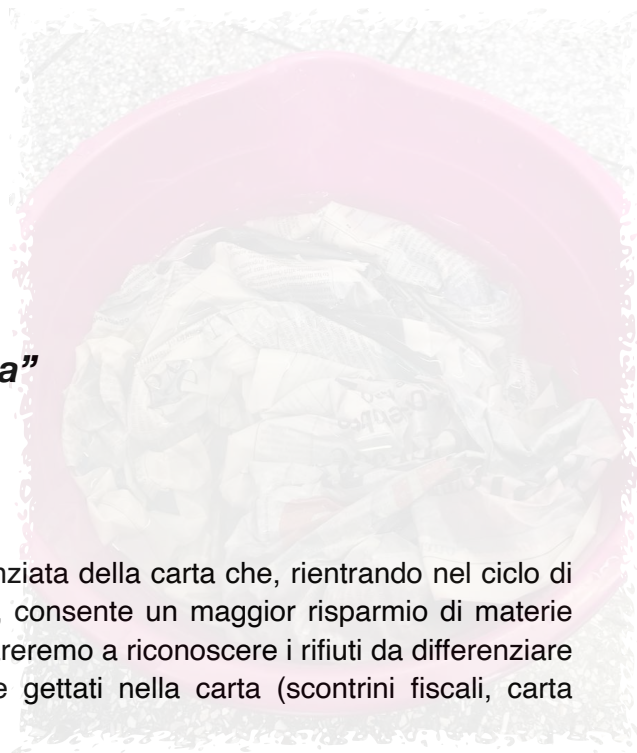 a”
nziata della carta che, rientrando nel ciclo di
, consente un maggior risparmio di materie
reremo a riconoscere i rifiuti da differenziare
e gettati nella carta (scontrini fiscali, carta